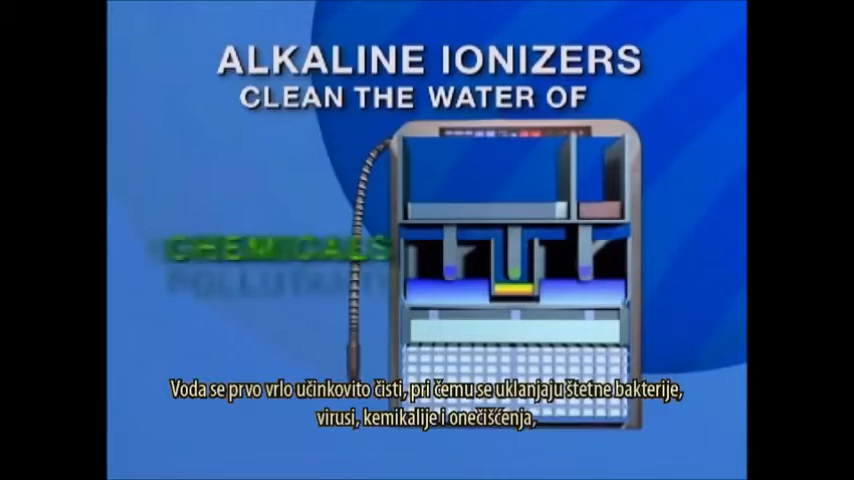 ALKALINE IONIZERS
CLEAN THE WATER OF
CHEMICALS
POLLUTANTS
Voda se prvo vrlo učinkovito čisti, pri čemu se uklanjaju štetne bakterije,
virusi, kemikalije i onečišćenja,